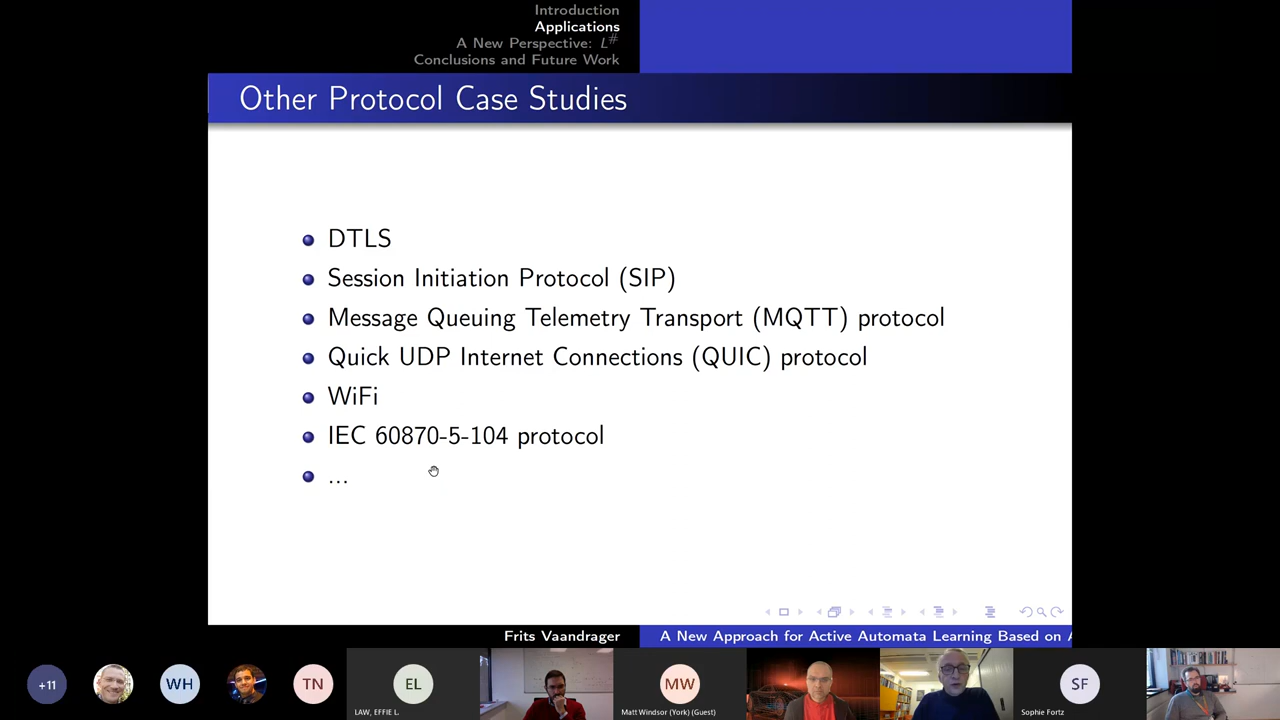 Introduction
Applications
A New Perspective: L#
Conclusions and Future Work
Other Protocol Case Studies
DTLS
Session Initiation Protocol (SIP)
Message Queuing Telemetry Transport (MQTT) protocol
Quick UDP Internet Connections (QUIC) protocol
WiFi
IEC 60870-5-104 protocol
...
Frits Vaandrager
A New Approach for Active Automata Learning Based on
+11
WH
TN
EL
MW
SF
LAW, EFFIE L.
Matt Windsor (York) (Guest)
Sophie Fortz